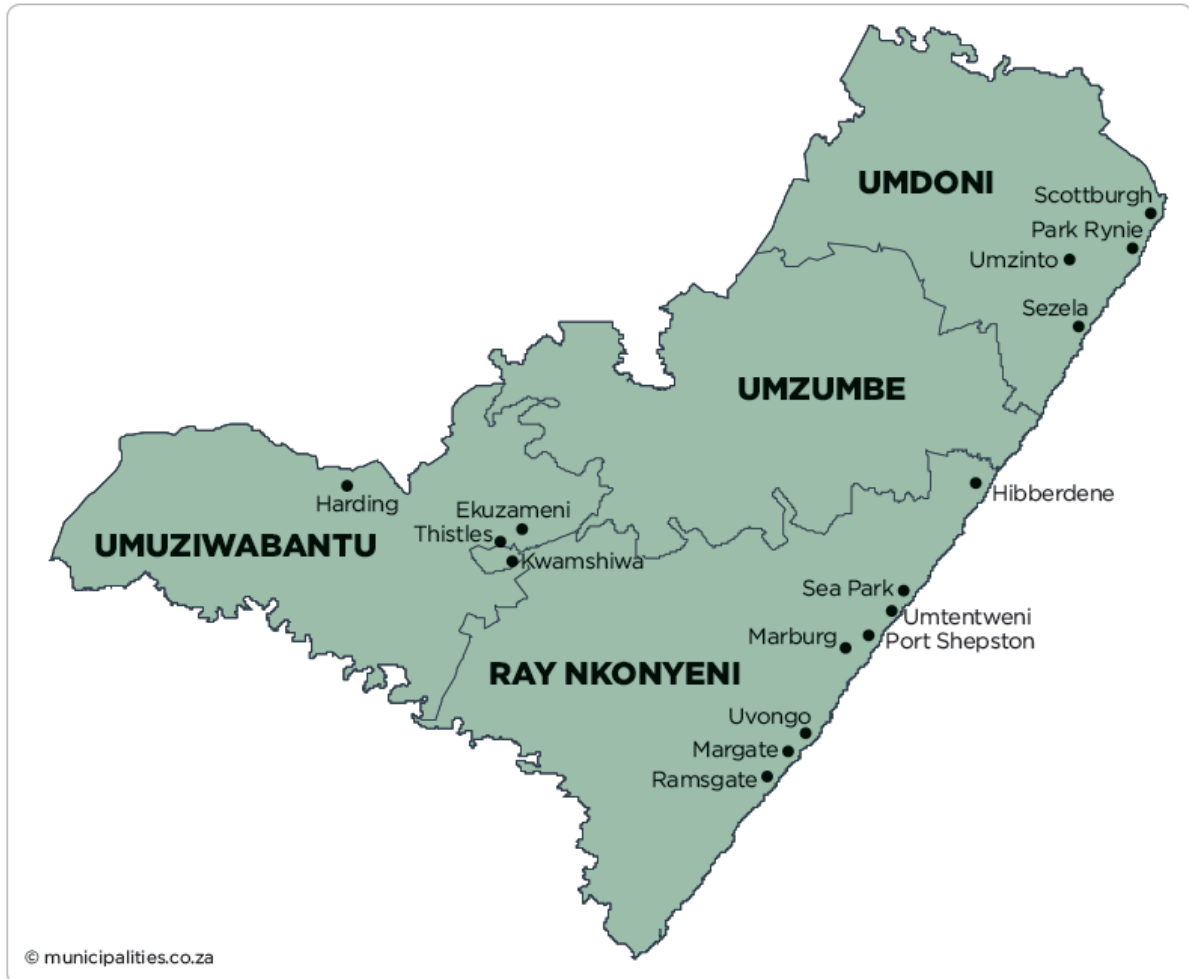 UMDONI
Scottburgh
Park Rynie
Umzinto
Sezela
UMZUMBE
Harding
Hibberdene
Ekuzameni
Thistles
UMUZIWABANTU
Kwamshiwa
Sea Park
Umtentweni
Marburg
Port Shepston
RAY NKONYENI
Uvongo
Margate
Ramsgate
© municipalities.co.za